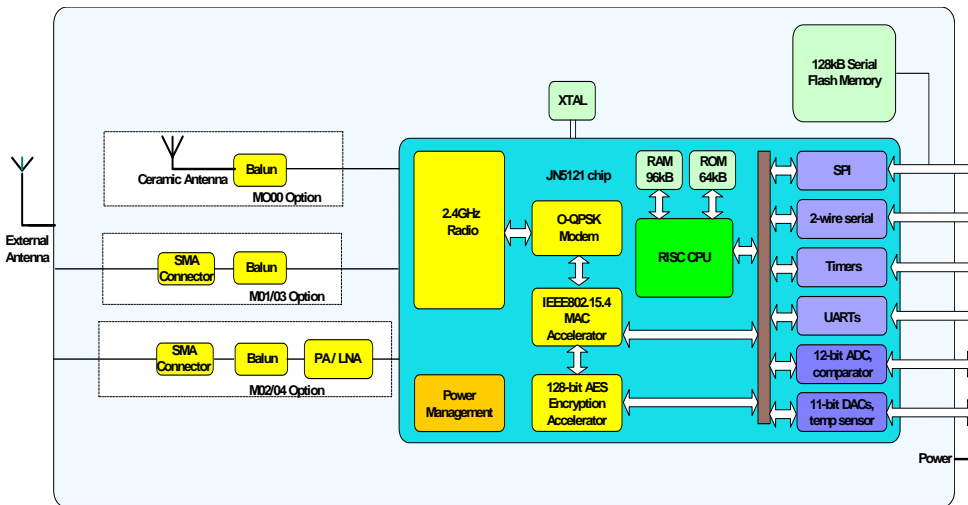 128kB Serial
Flash Memory
XTAL
Ceramic Antenna
Balun
MO00 Option
External
Antenna
SMA
Connector
Balun
M01/03 Option
SMA
Connector
Balun
PA / LNA
M02/04 Option
JN5121 chip
2.4GHz
Radio
O-QPSK
Modem
IEEE802.15.4
MAC
Accelerator
128-bit AES
Encryption
Accelerator
Power
Management
RAM
96kB
ROM
64kB
RISC CPU
SPI
2-wire serial
Timers
UARTs
12-bit ADC,
comparator
11-bit DACs,
temp sensor
Power